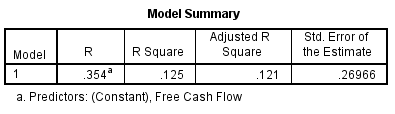 Model Summary
Model R R Square Adjusted R Square Std. Error of the Estimate
1 .354a .125 .121 .26966
a. Predictors: (Constant), Free Cash Flow